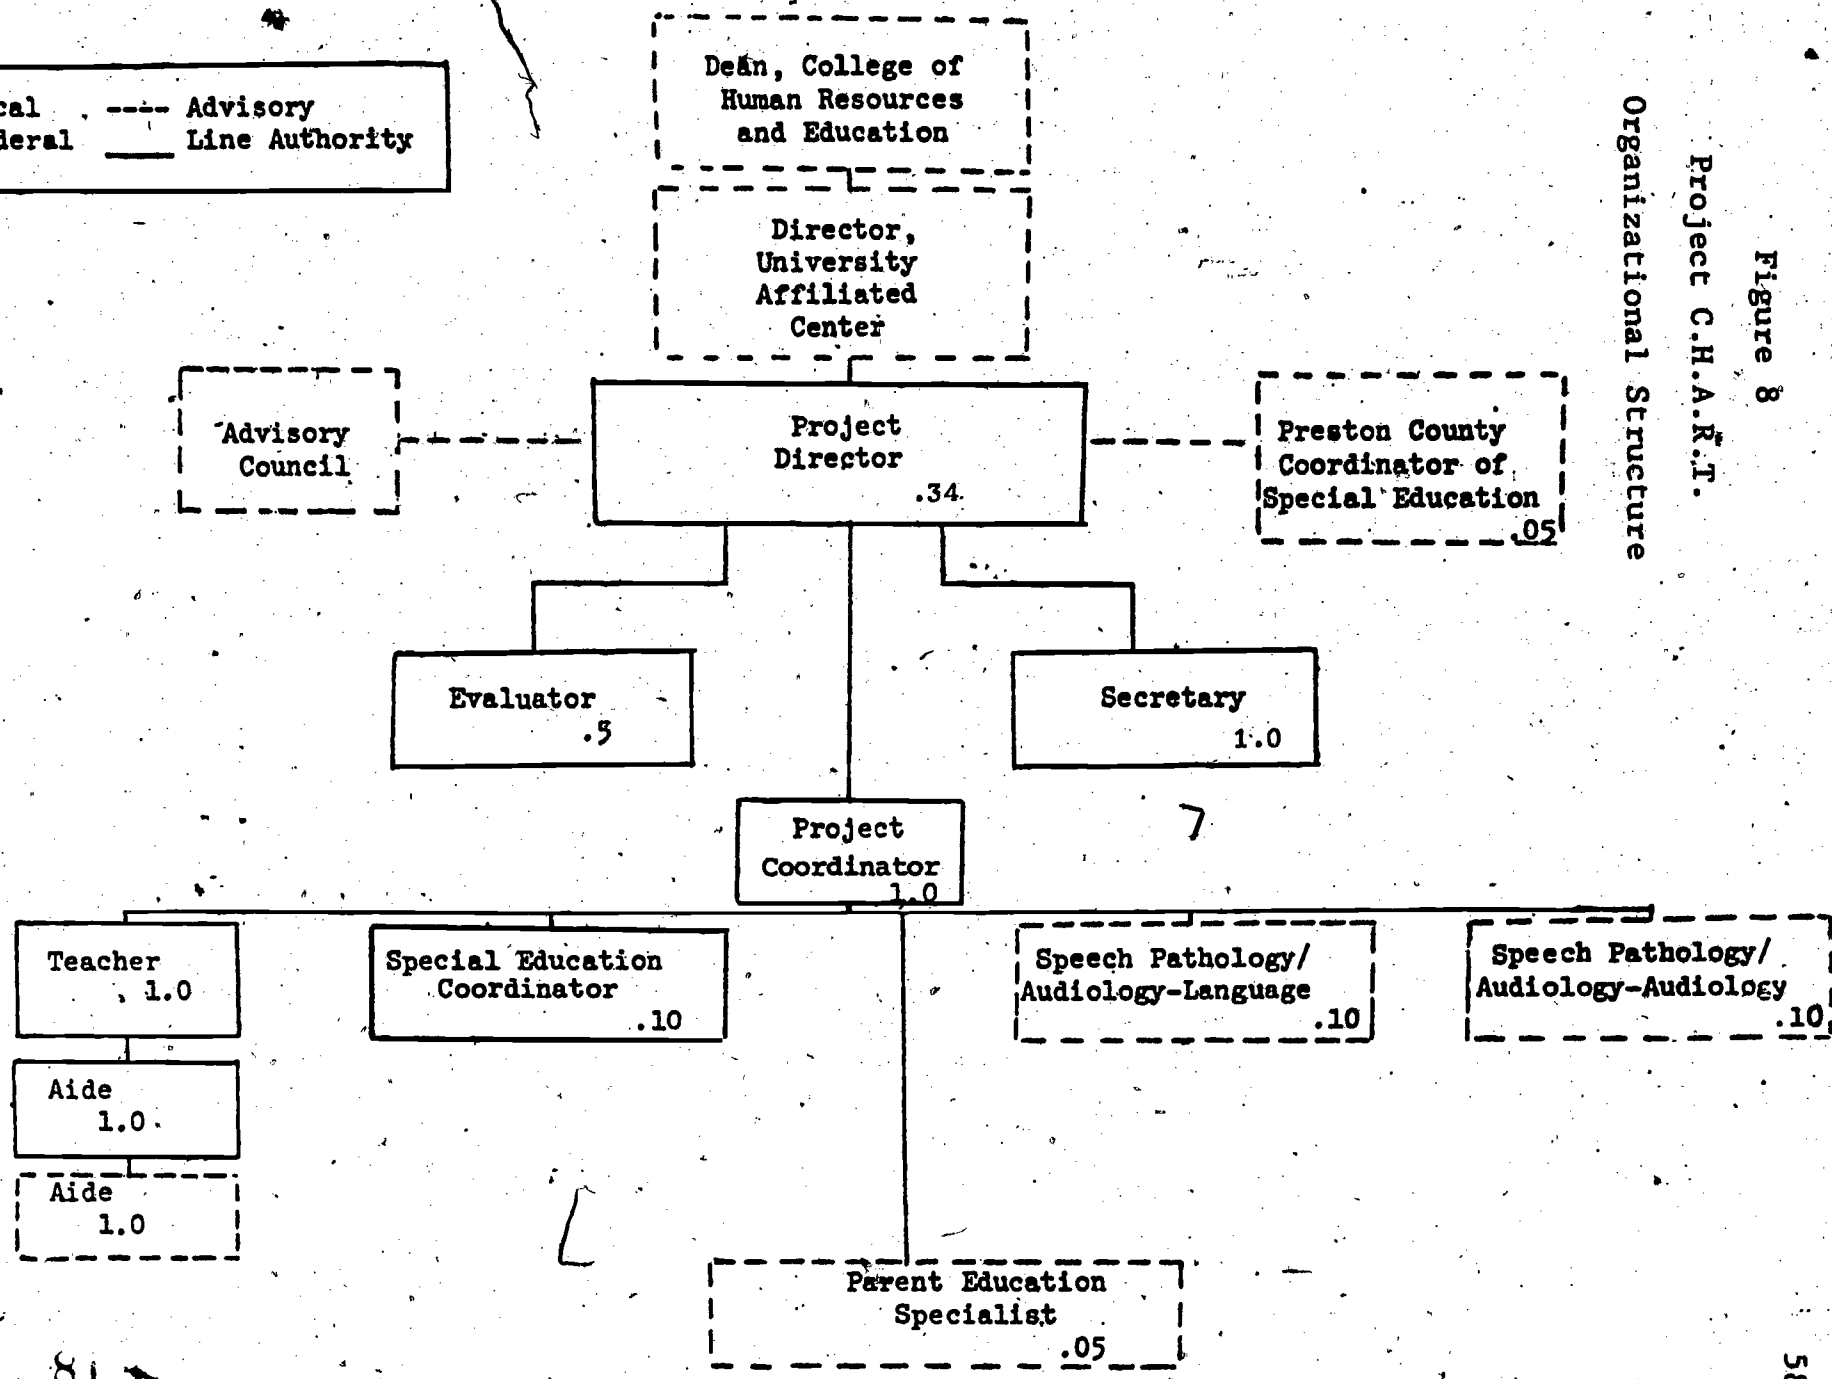 Figure 8
Project C.H.A.R.T.
Organizational Structure
---- Advisory
Line Authority
Dean, College of
Human Resources
and Education
Director,
University
Affiliated
Center
Advisory
Council
Project
Director
.34
Preston County
Coordinator of
Special Education
.05
Evaluator
.5
Secretary
1.0
Project
Coordinator
1.0
Teacher
1.0
Special Education
Coordinator
.10
Speech Pathology/
Audiology-Language
.10
Speech Pathology/
Audiology-Audiology
.10
Aide
1.0
Aide
1.0
Parent Education
Specialist
.05